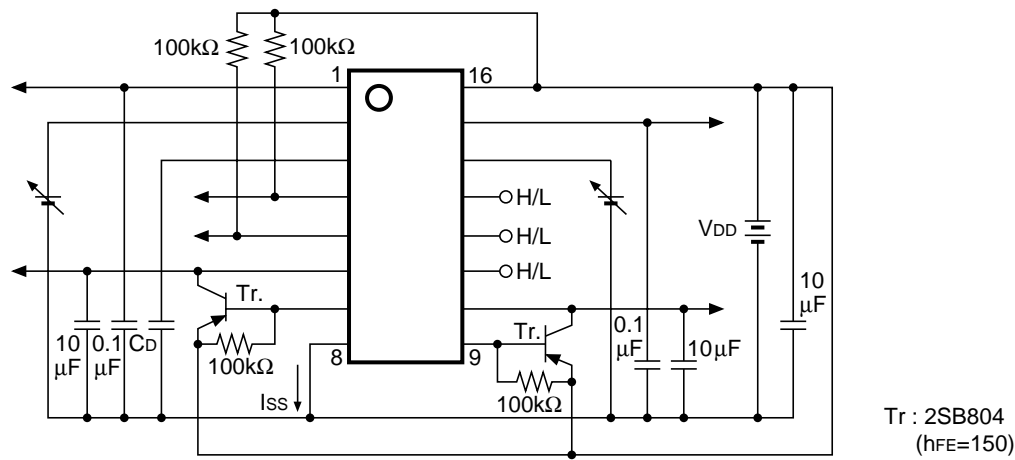 100kΩ
100kΩ
1
16
H/L
H/L
H/L
VDD
10
μF
Tr.
10
μF
0.1
μF
CD
100kΩ
8
ISS
Tr.
9
100kΩ
0.1
μF
10μF
Tr : 2SB804
(hFE=150)